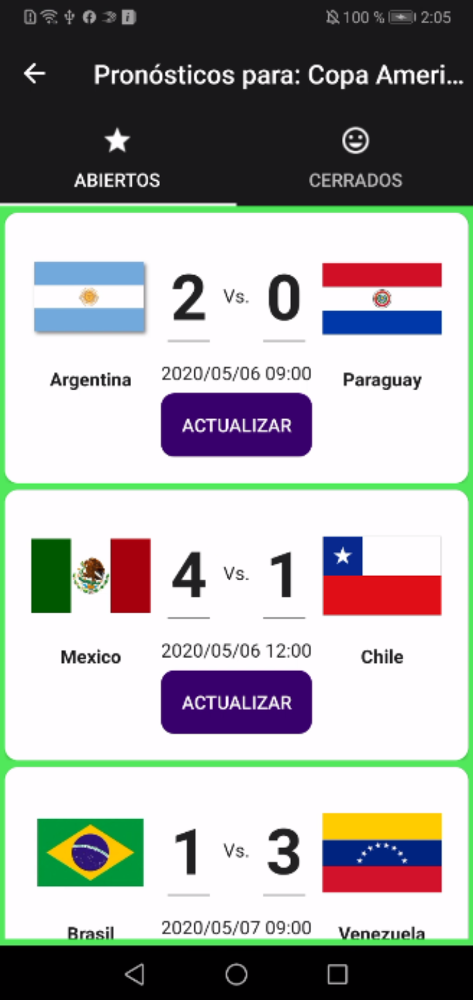 100 % 2:05
Pronósticos para: Copa Ameri...
ABIERTOS
CERRADOS
2 Vs. 0
Argentina
2020/05/06 09:00
Paraguay
ACTUALIZAR
4 Vs. 1
Mexico
2020/05/06 12:00
Chile
ACTUALIZAR
1 Vs. 3
Brasil
2020/05/07 09:00
Venezuela